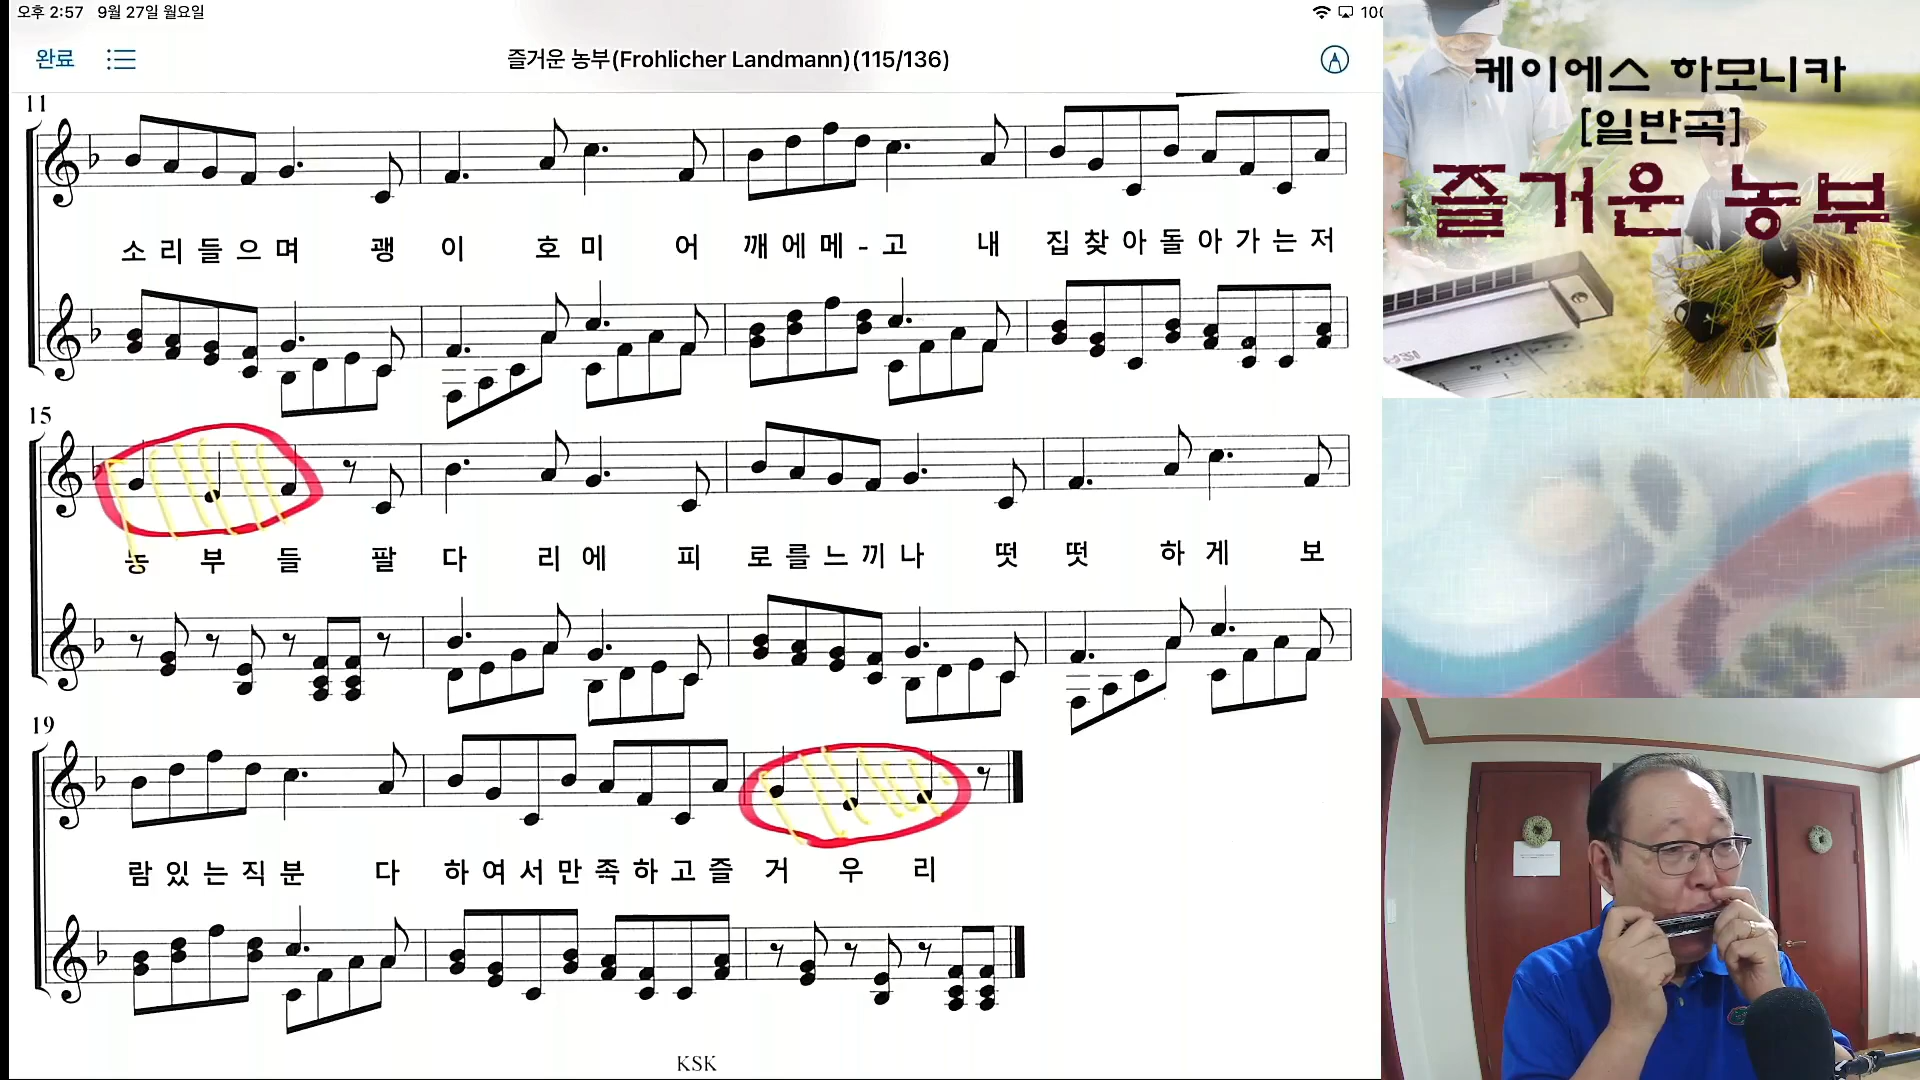 오후 2:57 9월 27일 월요일
완료
즐거운 농부(Frohlicher Landmann)(115/136)
케이에스 하모니카
[일반곡]
즐거운 농부
11
소 리 들 으 며 괭 이 호 미 어 깨 에 메 - 고 내 집 찾 아 돌 아 가 는 저
15
농 부 들 팔 다 리 에 피 로 를 느 끼 나 떳 떳 하 게 보
19
람 있 는 직 분 다 하 여 서 만 족 하 고 즐 거 우 리
KSK